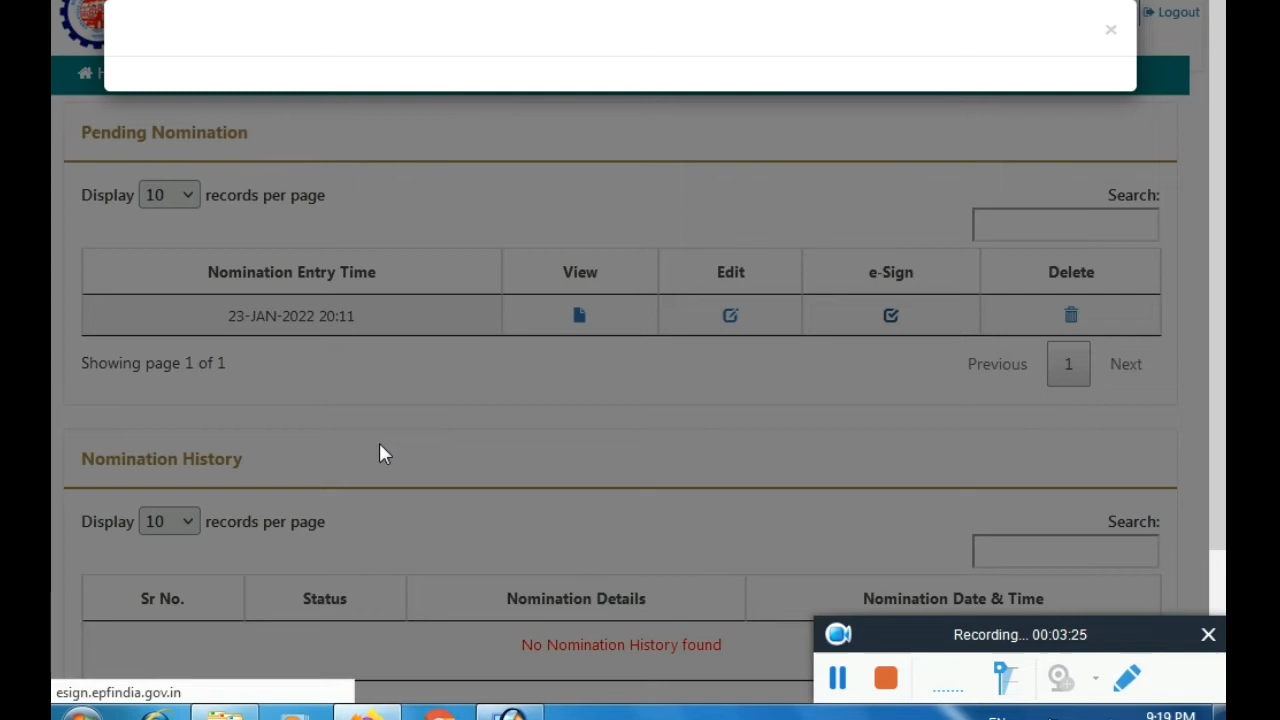 ×
Logout
H
Pending Nomination
Display 10 records per page
Search:
Nomination Entry Time View Edit e-Sign Delete
23-JAN-2022 20:11
Showing page 1 of 1
Previous 1 Next
Nomination History
Display 10 records per page
Search:
Sr No. Status Nomination Details Nomination Date & Time
No Nomination History found
Recording... 00:03:25
esign.epfindia.gov.in
9:19 PM